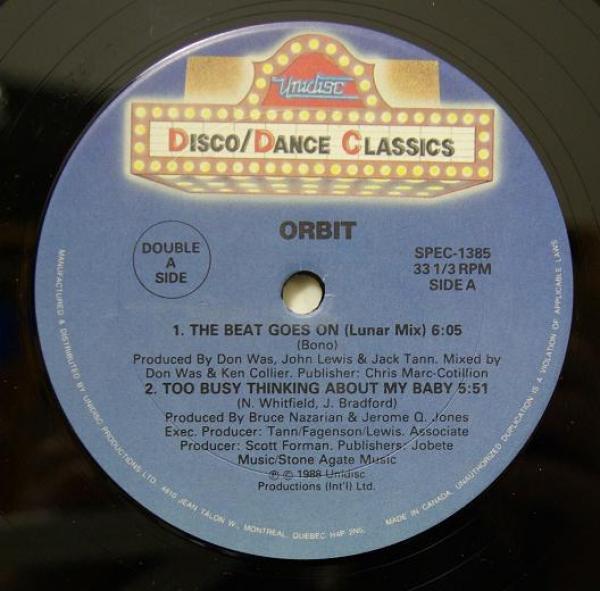 Unidisc
DISCO/DANCE CLASSICS
ORBIT
DOUBLE
A
SIDE
SPEC-1385
33 1/3 RPM
SIDE A
1. THE BEAT GOES ON (Lunar Mix) 6:05
(Bono)
Produced By Don Was, John Lewis & Jack Tann. Mixed by
Don Was & Ken Collier. Publisher: Chris Marc-Cotillion
2. TOO BUSY THINKING ABOUT MY BABY 5:51
(N. Whitfield, J. Bradford)
Produced By Bruce Nazarian & Jerome Q. Jones
Exec. Producer: Tann/Fagenson/Lewis. Associate
Producer: Scott Forman. Publishers: Jobete
Music/Stone Agate Music
℗ © 1988 Unidisc
Productions (Int'l) Ltd.
MANUFACTURED & DISTRIBUTED BY UNIDISC PRODUCTIONS LTD. 4810 JEAN TALON W., MONTREAL, QUEBEC H4P 2N5. MADE IN CANADA. UNAUTHORIZED DUPLICATION IS A VIOLATION OF APPLICABLE LAWS